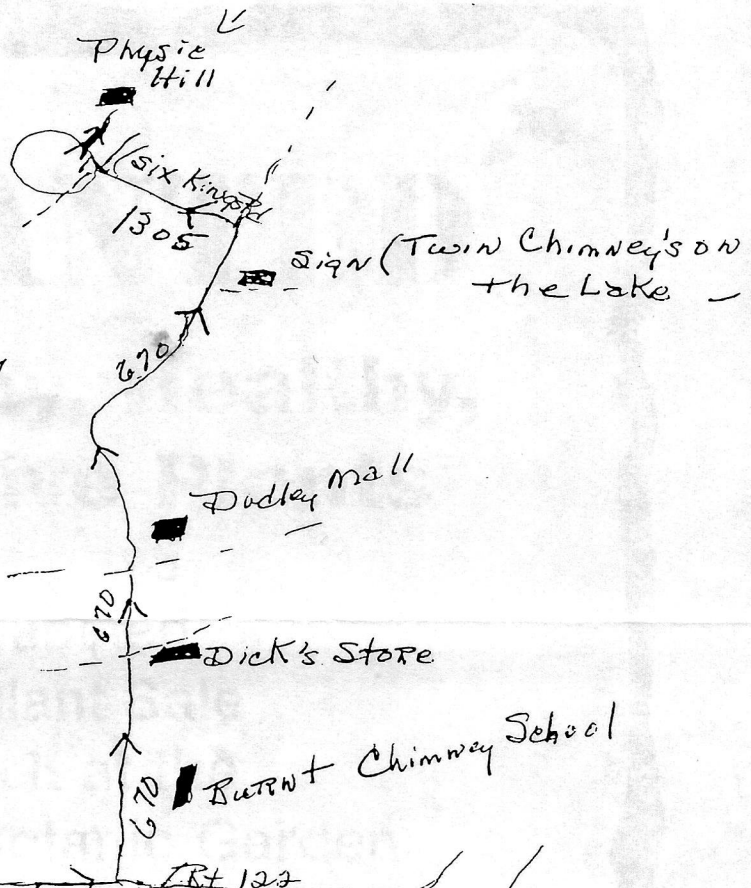 Physic
Hill
(six Kings Rd
1305
Sign (Twin Chimney's on
the Lake
670
Dudley Mall
670
Dick's Store
Burnt Chimney School
670
Rt 122